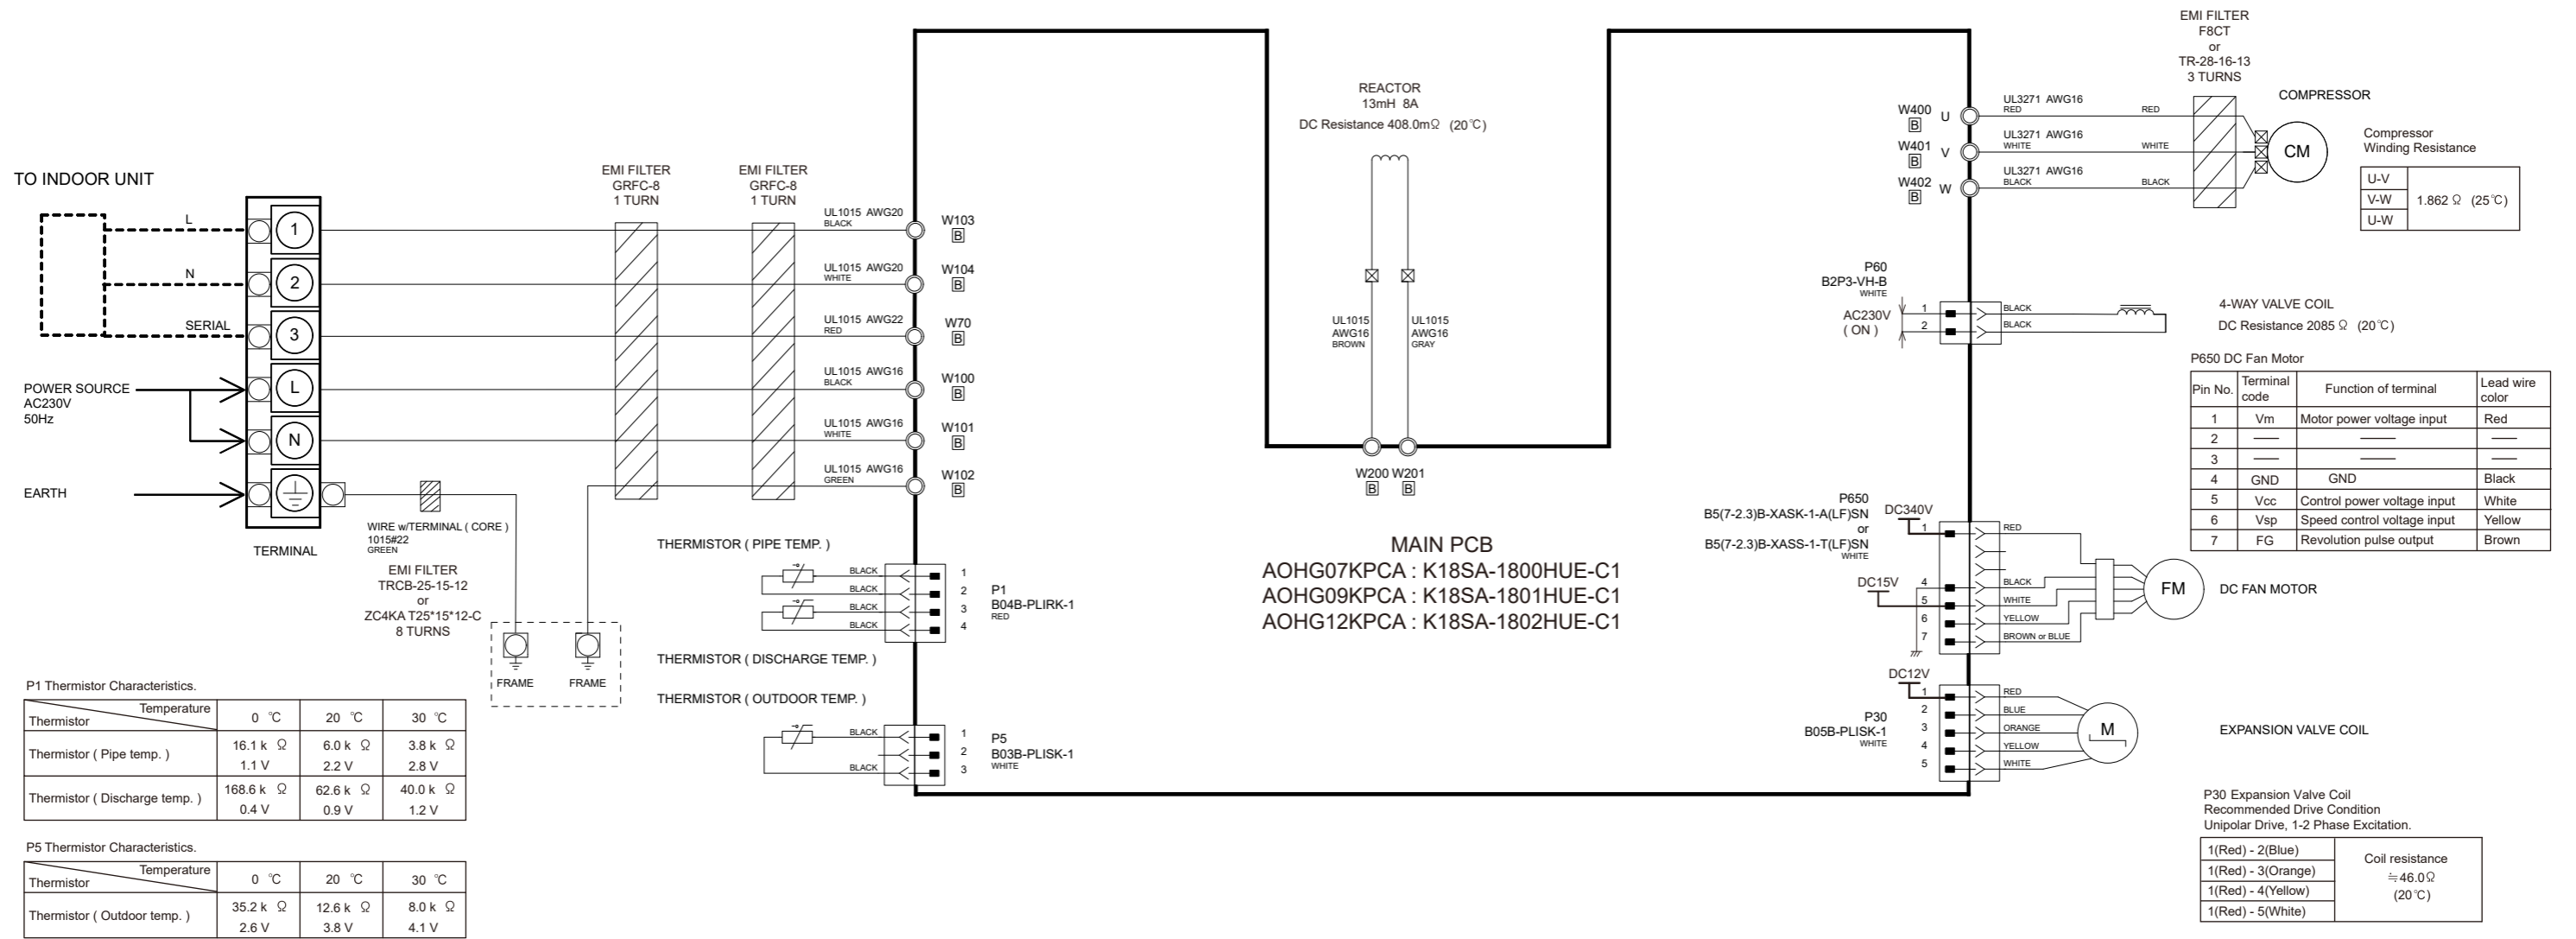 TO INDOOR UNIT
L
N
SERIAL
POWER SOURCE
AC230V
50Hz
EARTH
1
2
3
L
N
TERMINAL
WIRE w/TERMINAL ( CORE )
1015#22
GREEN
EMI FILTER
TRCB-25-15-12
or
ZC4KA T25*15*12-C
8 TURNS
FRAME
FRAME
EMI FILTER
GRFC-8
1 TURN
EMI FILTER
GRFC-8
1 TURN
UL1015 AWG20
BLACK
W103
B
UL1015 AWG20
WHITE
W104
B
UL1015 AWG22
RED
W70
B
UL1015 AWG16
BLACK
W100
B
UL1015 AWG16
WHITE
W101
B
UL1015 AWG16
GREEN
W102
B
THERMISTOR ( PIPE TEMP. )
BLACK
BLACK
BLACK
BLACK
1
2
3
4
P1
B04B-PLIRK-1
RED
THERMISTOR ( DISCHARGE TEMP. )
THERMISTOR ( OUTDOOR TEMP. )
BLACK
BLACK
1
2
3
P5
B03B-PLISK-1
WHITE
P1 Thermistor Characteristics.
Temperature
Thermistor
0 ℃
20 ℃
30 ℃
Thermistor ( Pipe temp. )
16.1 k Ω
6.0 k Ω
3.8 k Ω
1.1 V
2.2 V
2.8 V
Thermistor ( Discharge temp. )
168.6 k Ω
62.6 k Ω
40.0 k Ω
0.4 V
0.9 V
1.2 V
P5 Thermistor Characteristics.
Temperature
Thermistor
0 ℃
20 ℃
30 ℃
Thermistor ( Outdoor temp. )
35.2 k Ω
12.6 k Ω
8.0 k Ω
2.6 V
3.8 V
4.1 V
REACTOR
13mH 8A
DC Resistance 408.0mΩ (20℃)
UL1015
AWG16
BROWN
UL1015
AWG16
GRAY
W200 W201
B B
MAIN PCB
AOHG07KPCA : K18SA-1800HUE-C1
AOHG09KPCA : K18SA-1801HUE-C1
AOHG12KPCA : K18SA-1802HUE-C1
EMI FILTER
F8CT
or
TR-28-16-13
3 TURNS
COMPRESSOR
W400
B
U
UL3271 AWG16
RED
RED
W401
B
V
UL3271 AWG16
WHITE
WHITE
W402
B
W
UL3271 AWG16
BLACK
BLACK
CM
Compressor
Winding Resistance
U-V
V-W
U-W
1.862 Ω (25℃)
P60
B2P3-VH-B
WHITE
AC230V
( ON )
1
2
BLACK
BLACK
4-WAY VALVE COIL
DC Resistance 2085 Ω (20℃)
P650 DC Fan Motor
Pin No.
Terminal code
Function of terminal
Lead wire color
1 Vm Motor power voltage input Red
2 — — —
3 — — —
4 GND GND Black
5 Vcc Control power voltage input White
6 Vsp Speed control voltage input Yellow
7 FG Revolution pulse output Brown
P650
B5(7-2.3)B-XASK-1-A(LF)SN
or
B5(7-2.3)B-XASS-1-T(LF)SN
WHITE
DC340V
1
DC15V
4
5
6
7
RED
BLACK
WHITE
YELLOW
BROWN or BLUE
FM
DC FAN MOTOR
DC12V
P30
B05B-PLISK-1
WHITE
1
2
3
4
5
RED
BLUE
ORANGE
YELLOW
WHITE
M
EXPANSION VALVE COIL
P30 Expansion Valve Coil
Recommended Drive Condition
Unipolar Drive, 1-2 Phase Excitation.
1(Red) - 2(Blue)
1(Red) - 3(Orange)
1(Red) - 4(Yellow)
1(Red) - 5(White)
Coil resistance
≒46.0Ω
(20℃)